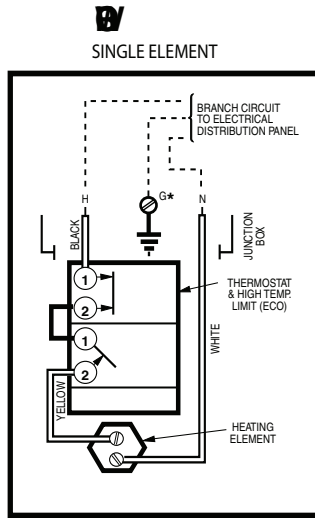 SINGLE ELEMENT
BRANCH CIRCUIT
TO ELECTRICAL
DISTRIBUTION PANEL
H
G*
N
BLACK
JUNCTION
BOX
1
2
1
2
THERMOSTAT
& HIGH TEMP.
LIMIT (ECO)
WHITE
YELLOW
HEATING
ELEMENT